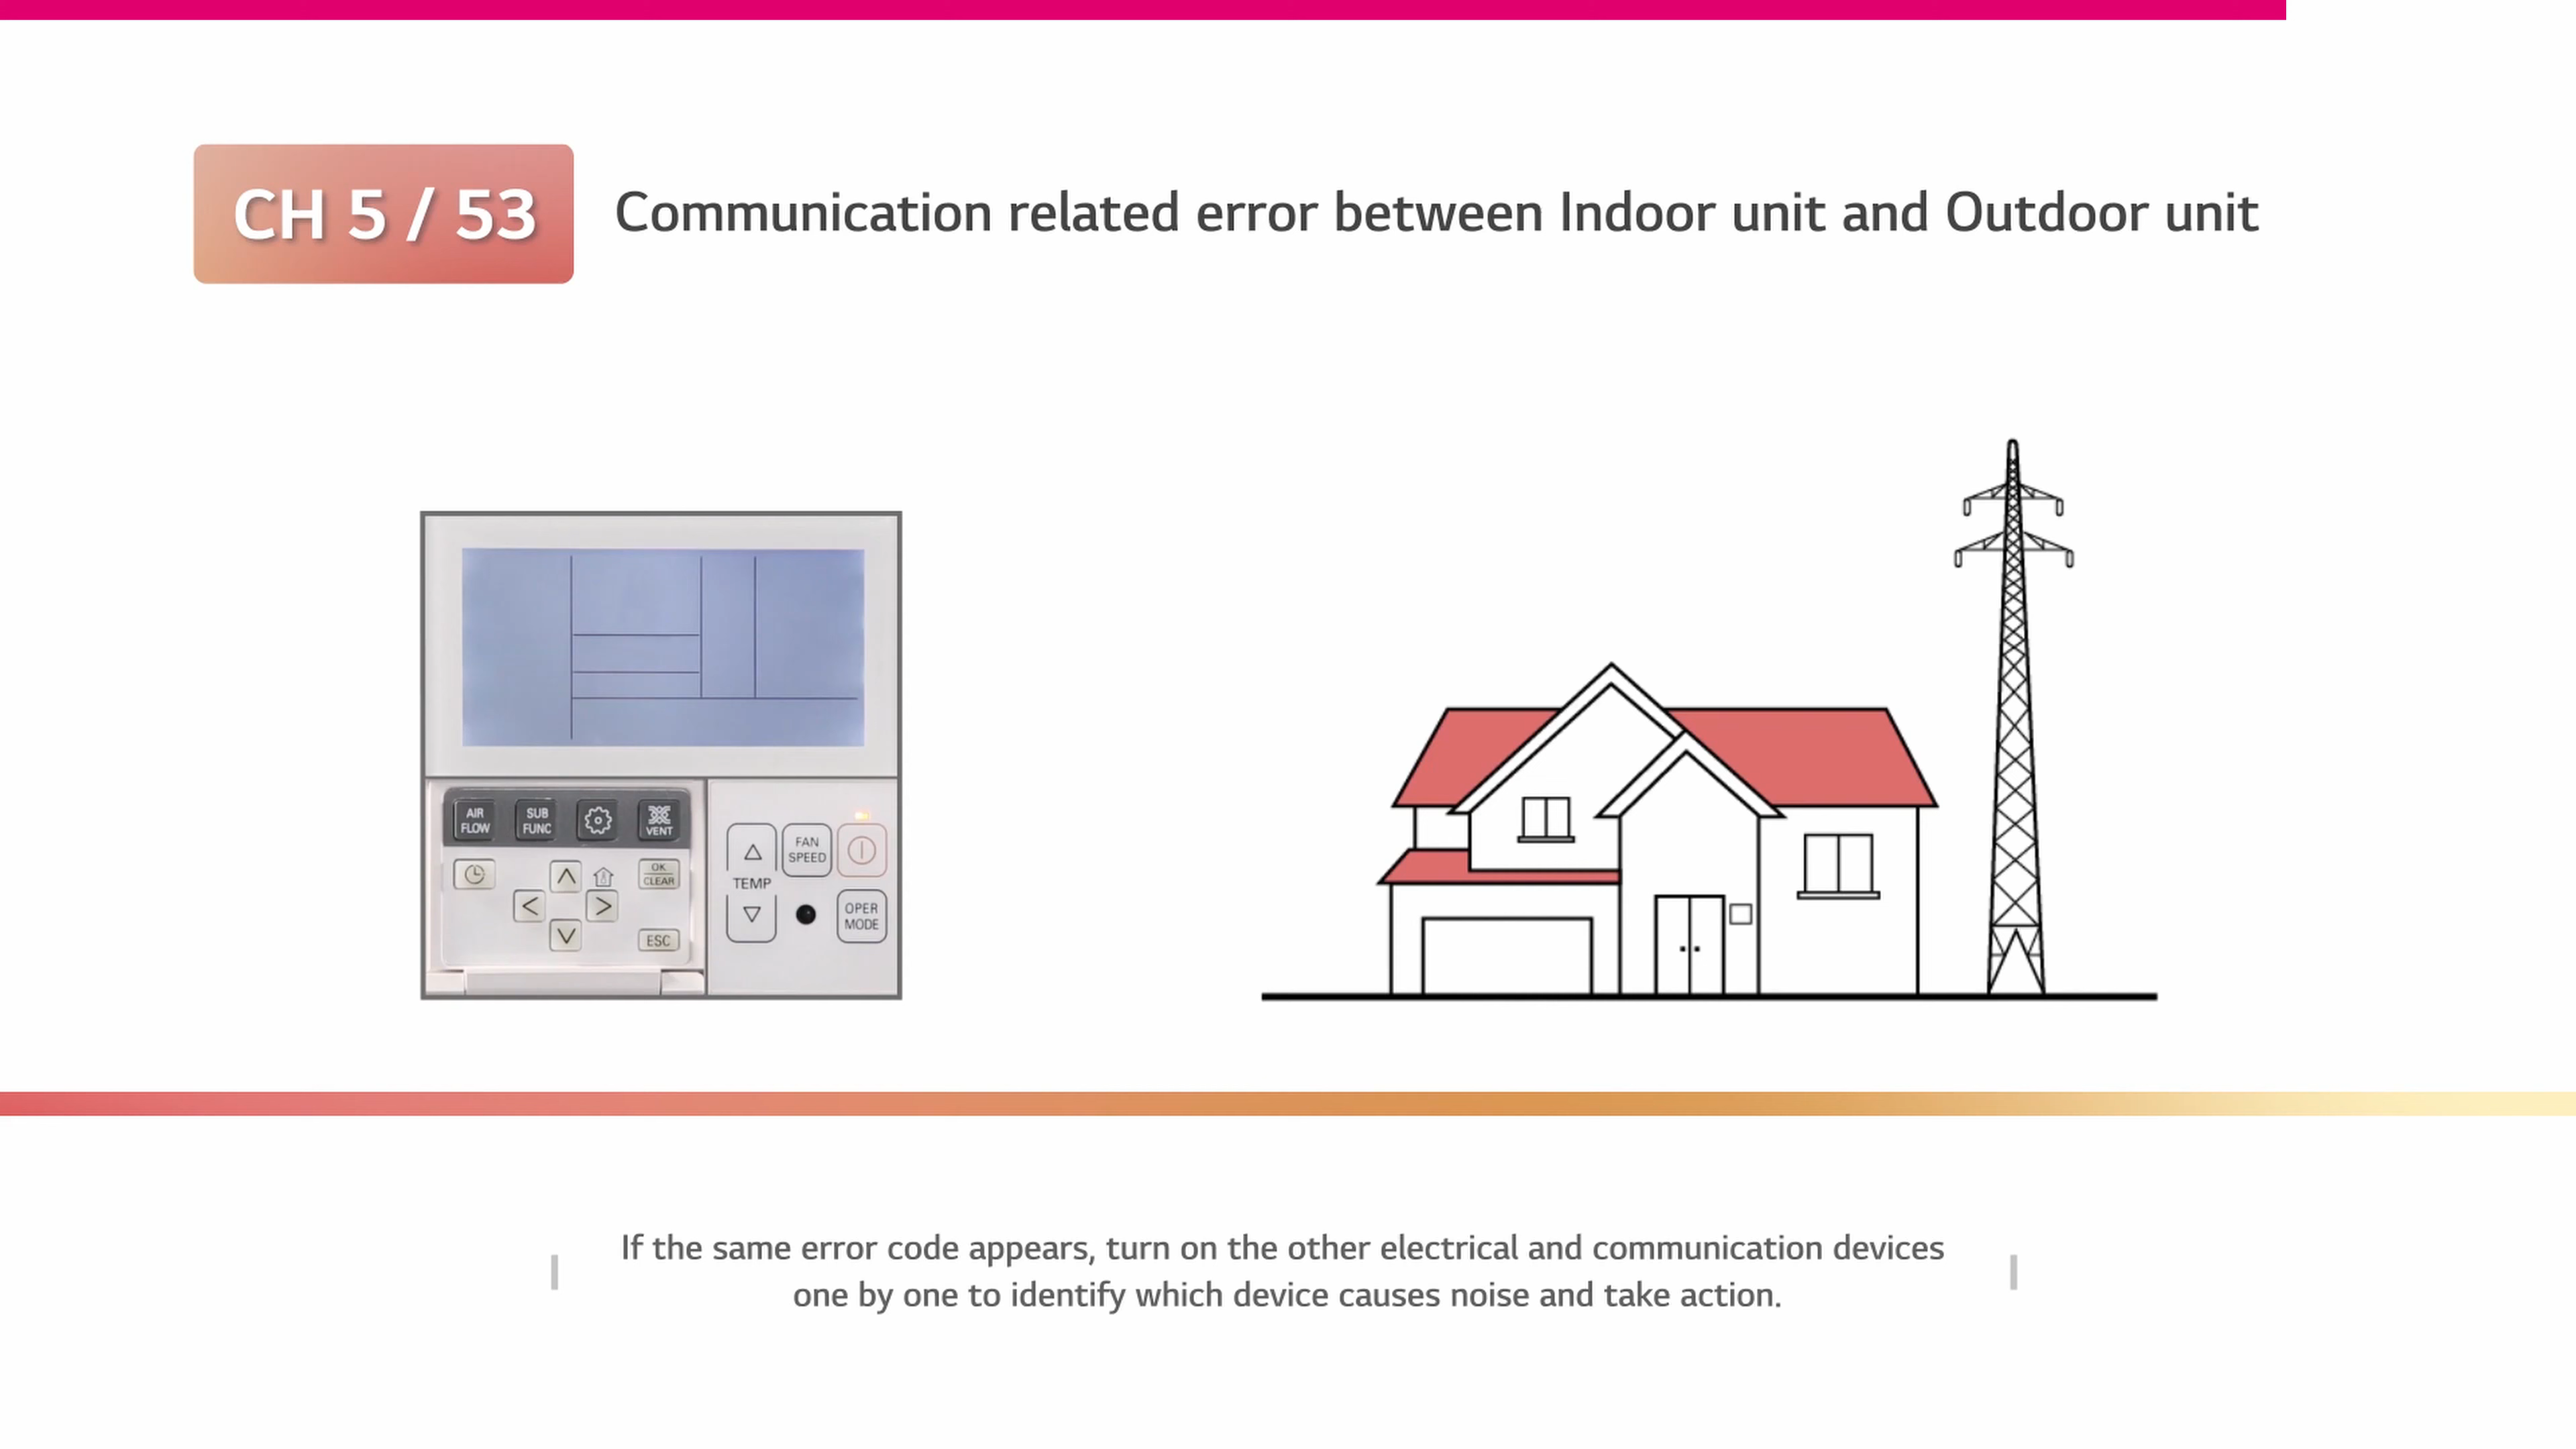 CH 5 / 53
Communication related error between Indoor unit and Outdoor unit
AIR
FLOW
SUB
FUNC
VENT
OK
CLEAR
ESC
TEMP
FAN
SPEED
OPER
MODE
If the same error code appears, turn on the other electrical and communication devices
one by one to identify which device causes noise and take action.